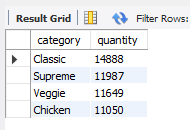 Result Grid Filter Rows:
category quantity
Classic 14888
Supreme 11987
Veggie 11649
Chicken 11050